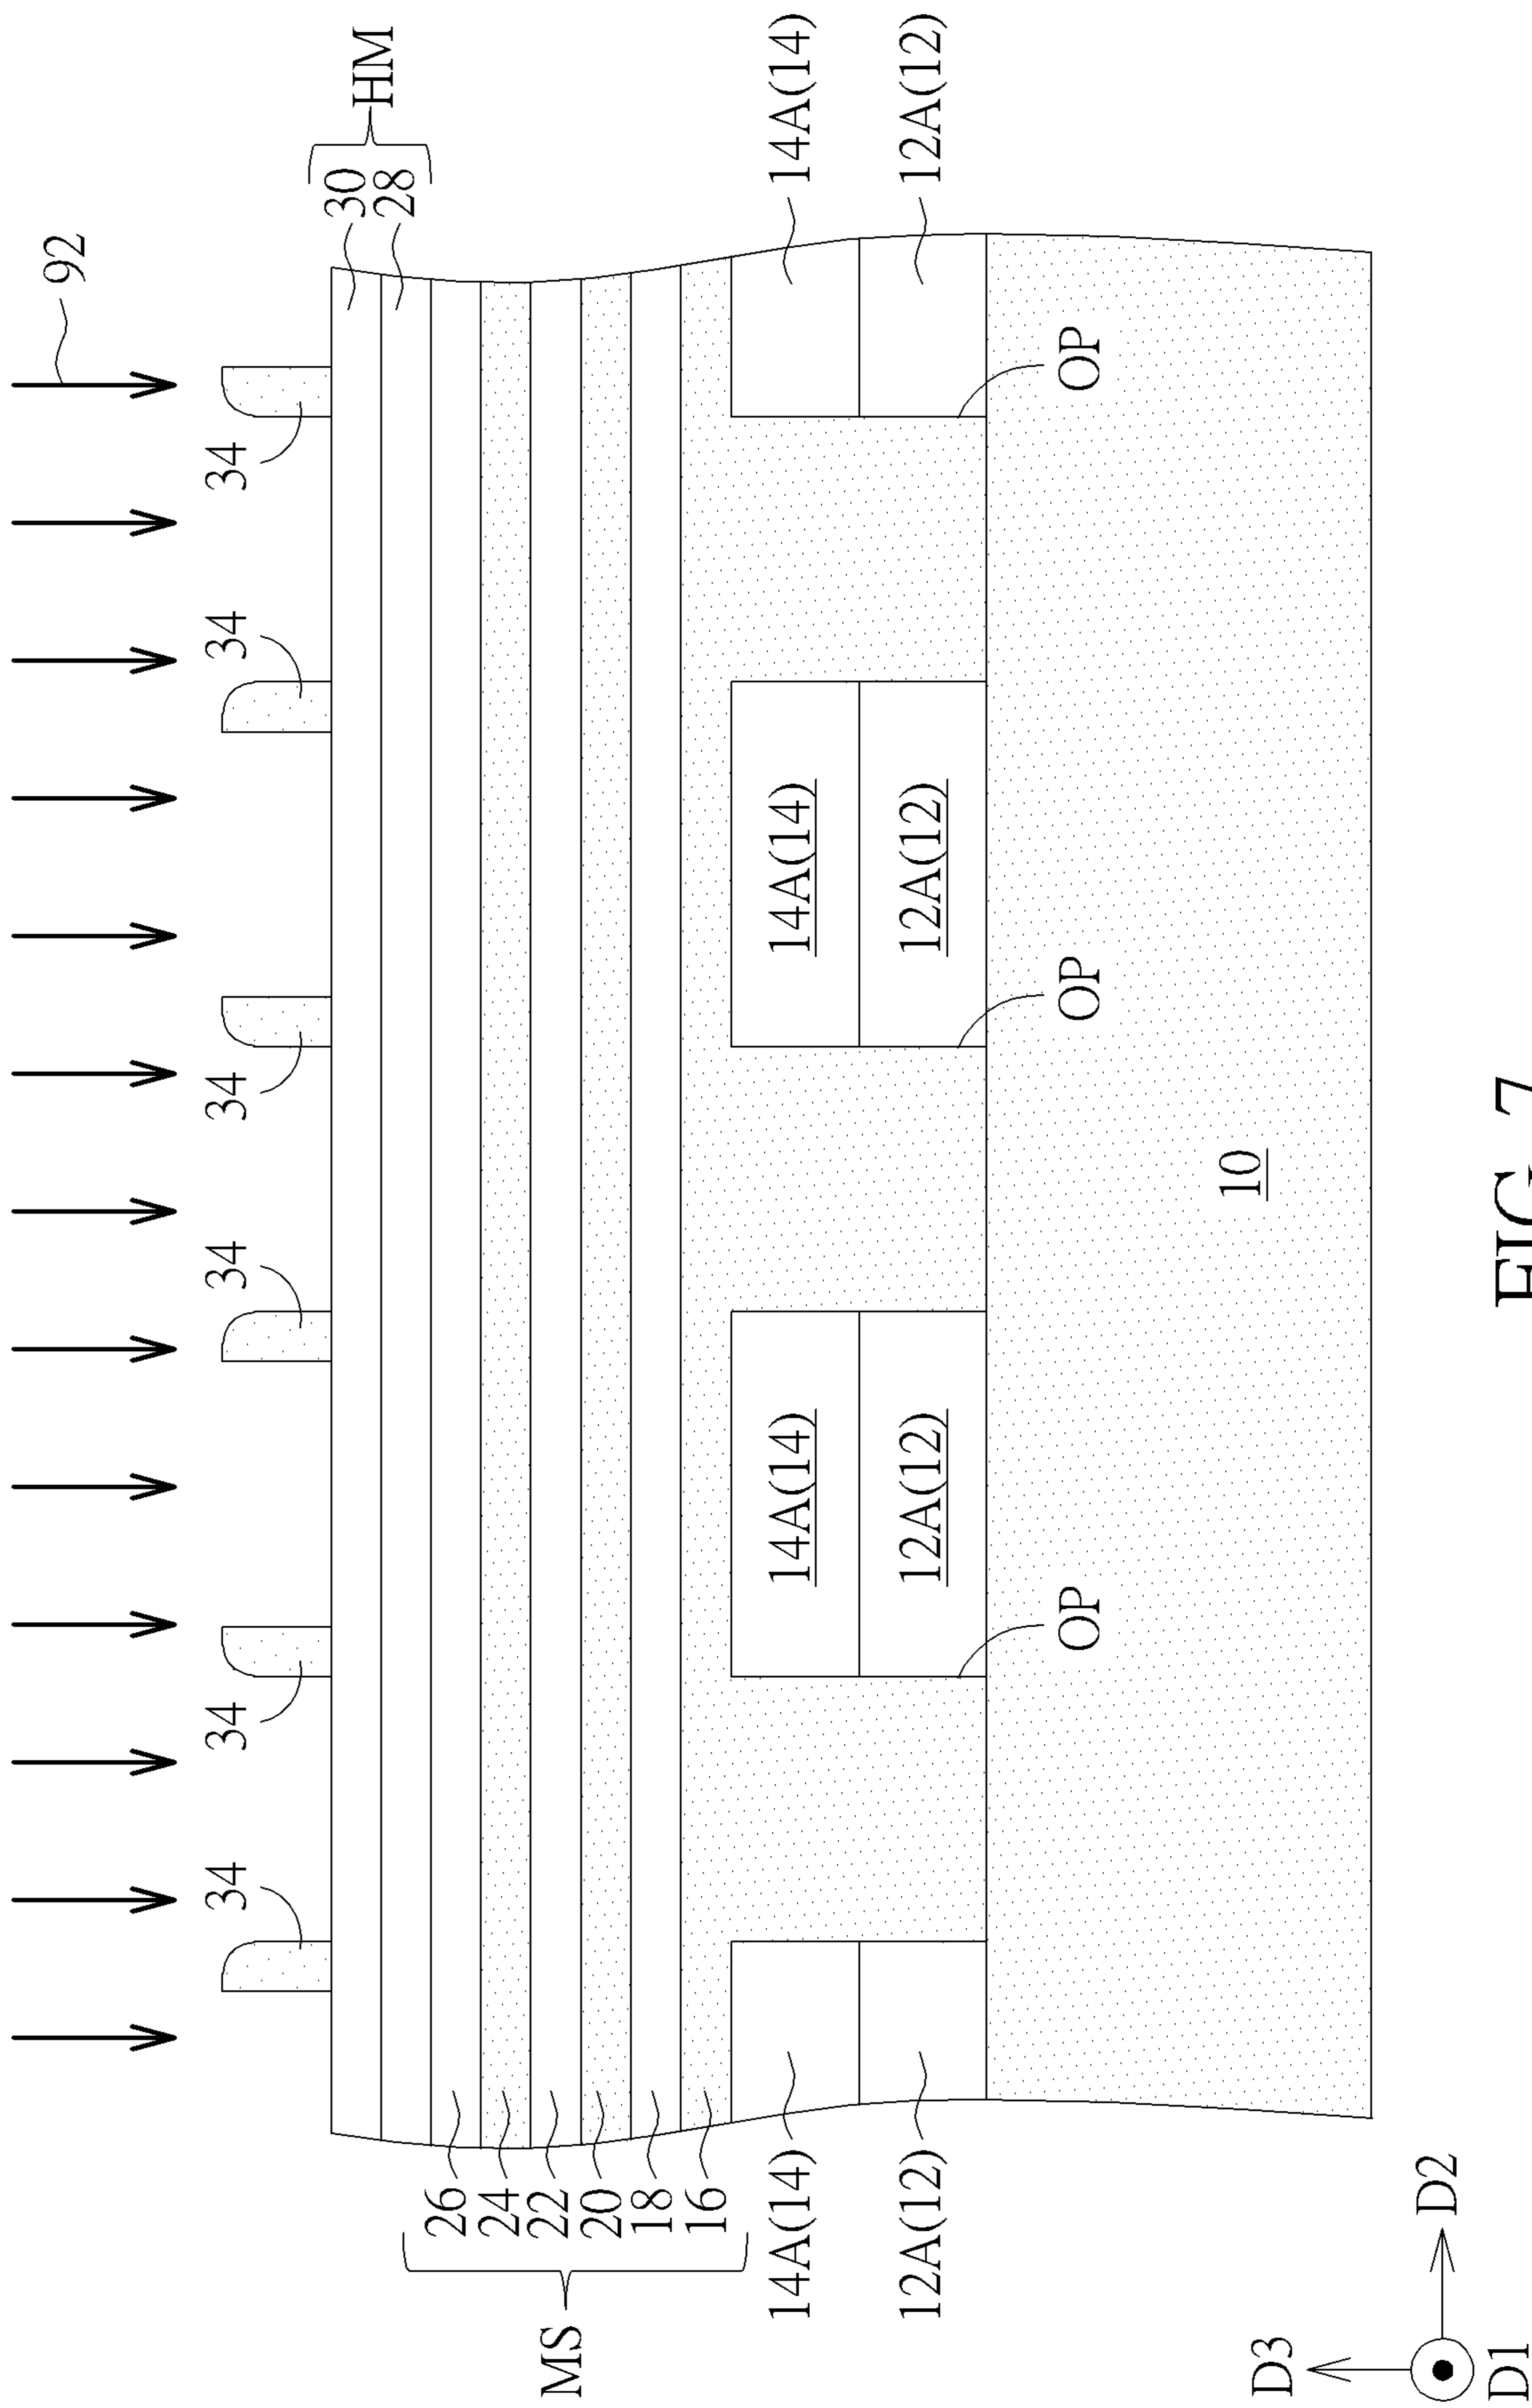 92
34
34
34
34
34
34
30
28
HM
26
24
22
20
18
16
MS
14A(14)
14A(14)
14A(14)
14A(14)
12A(12)
12A(12)
12A(12)
12A(12)
OP
OP
OP
10
D3
D2
D1
FIG. 7